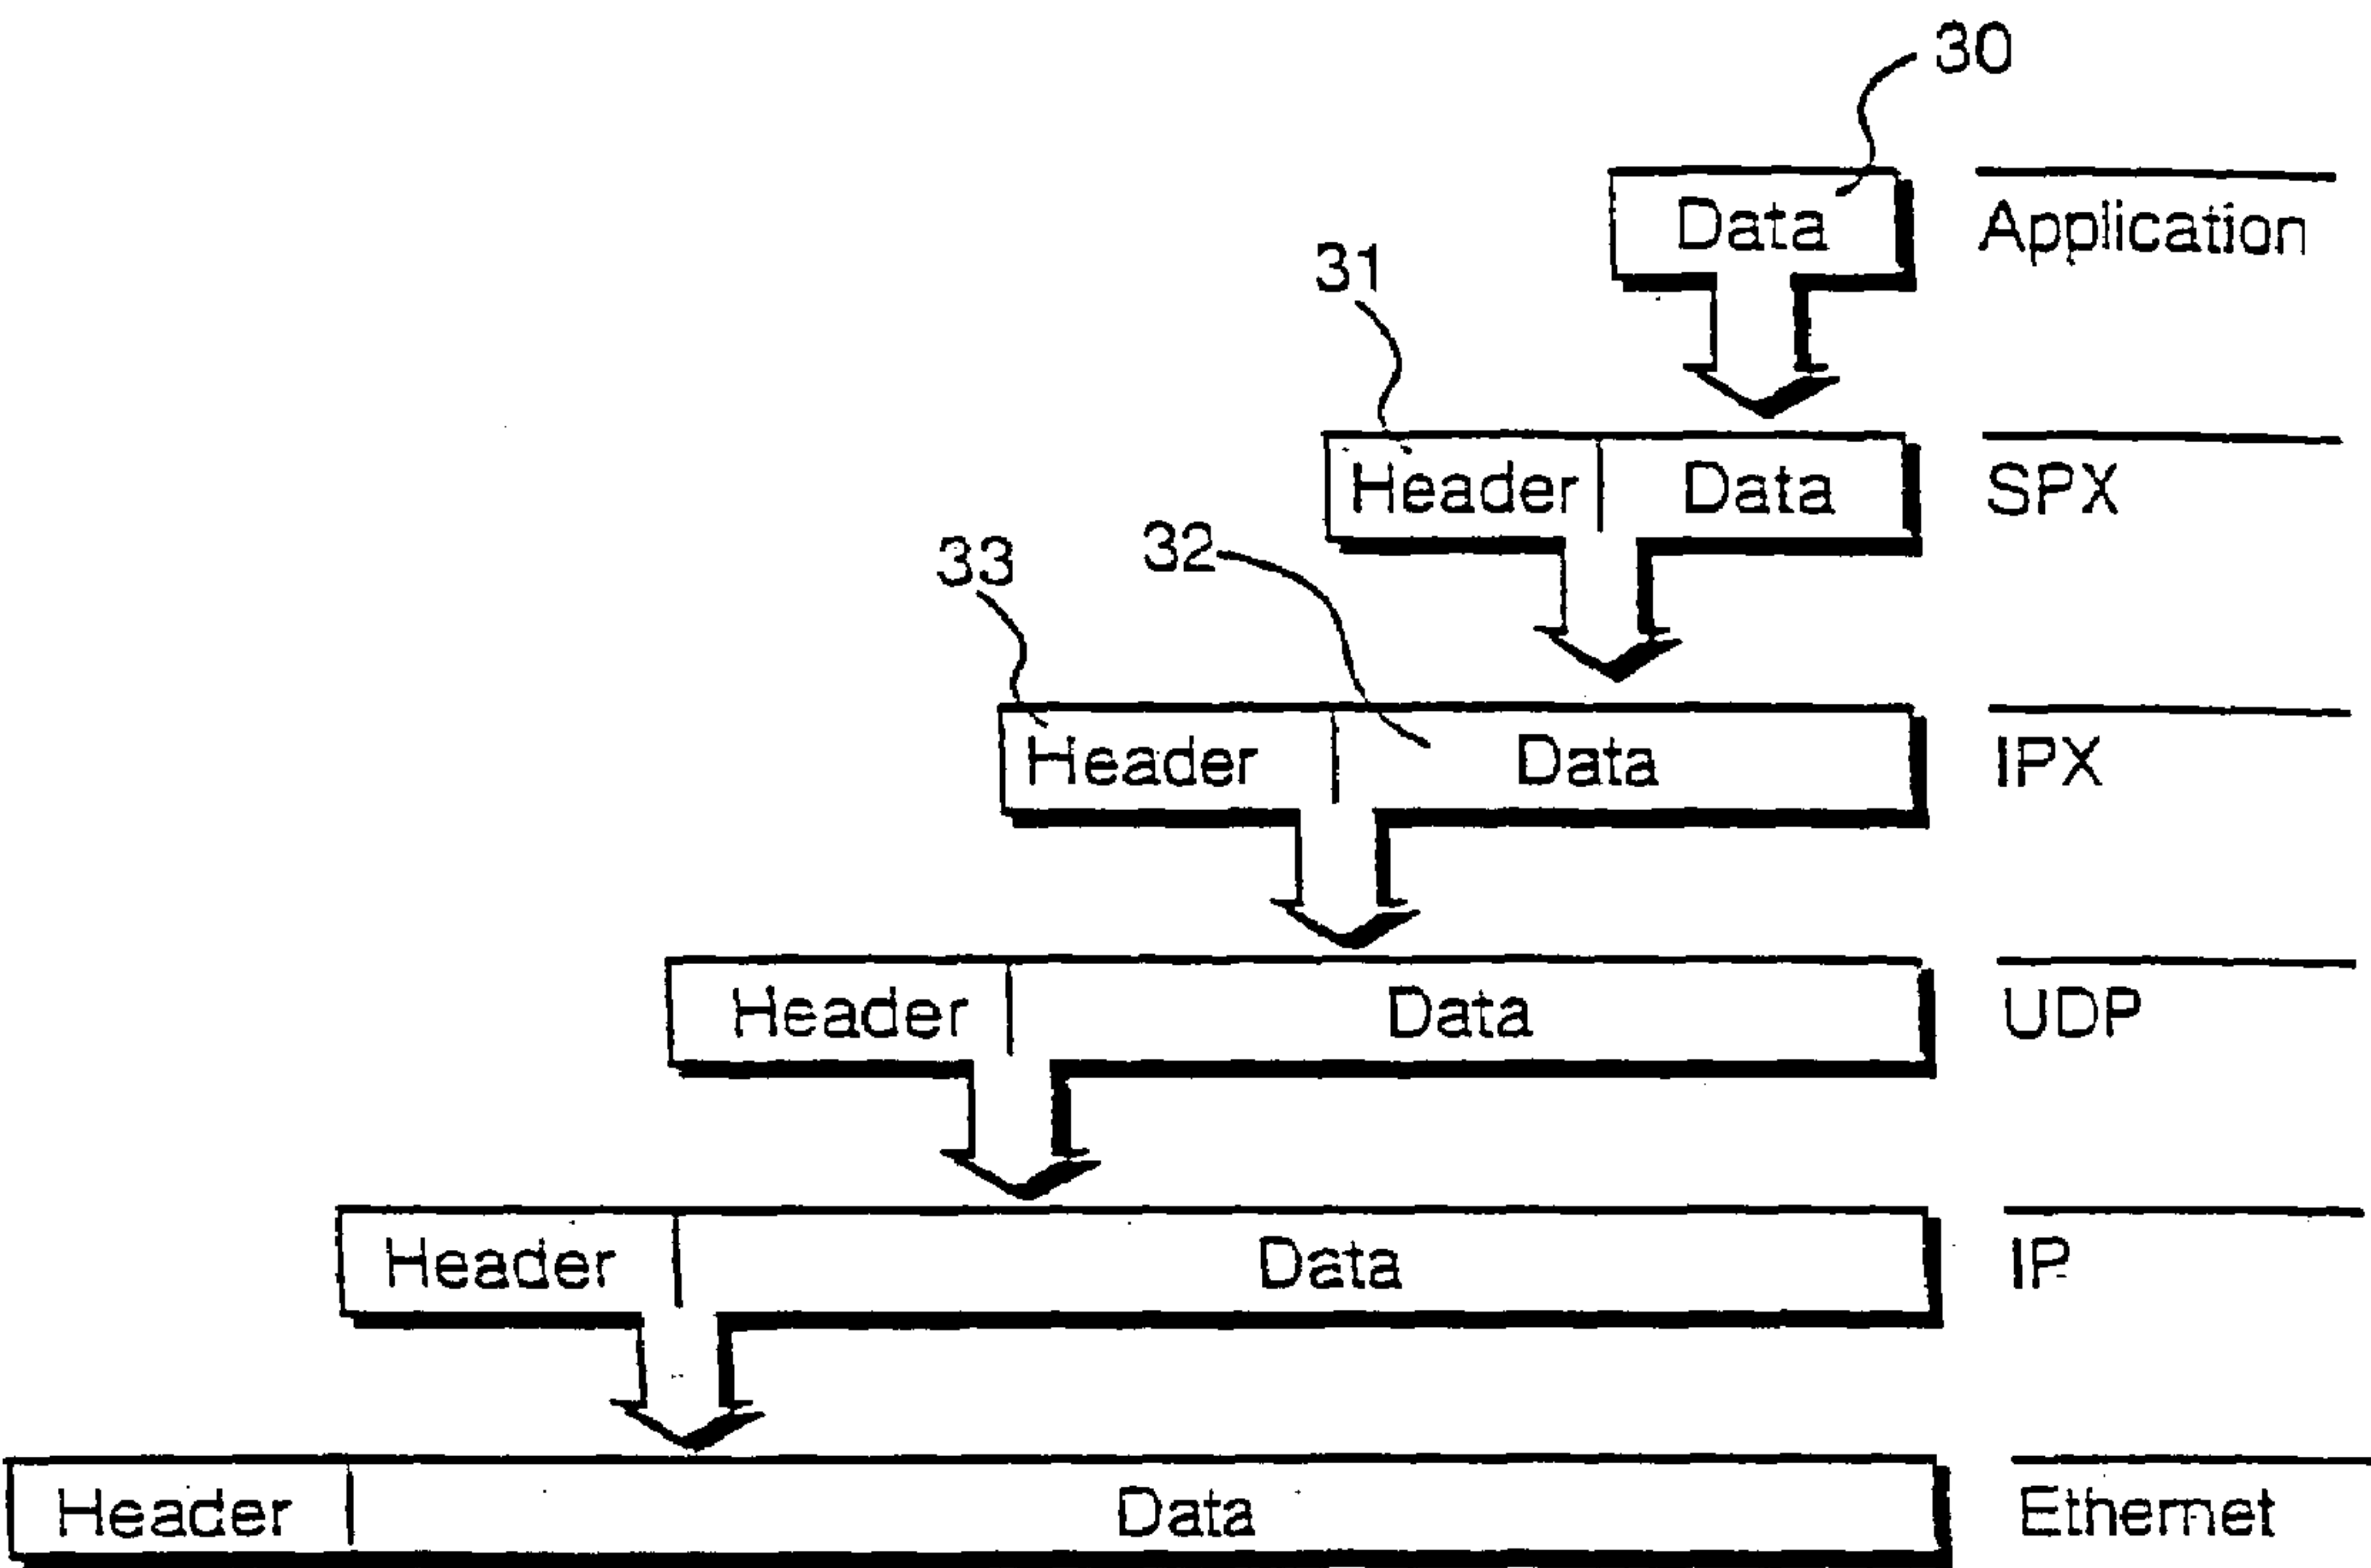 30
Data Application
31
Header Data SPX
33 32
Header Data IPX
Header Data UDP
Header Data IP
Header Data Ethernet